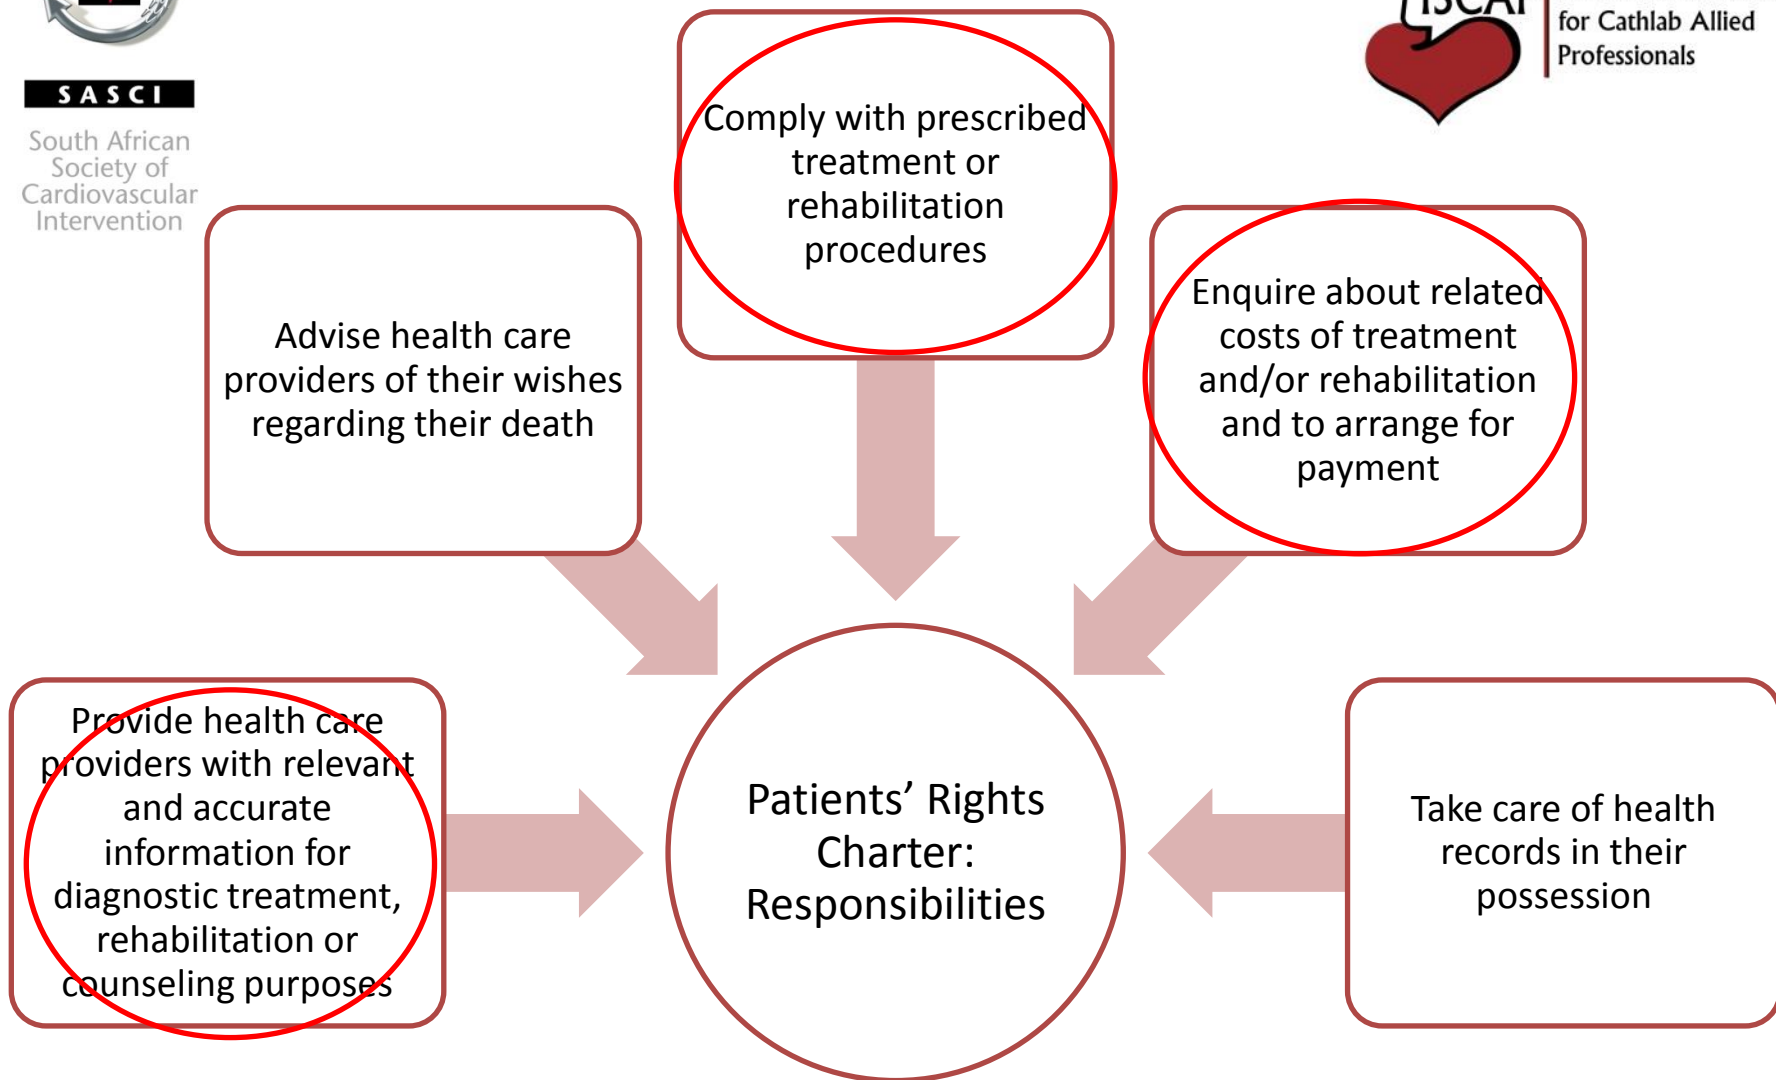 SASCI
South African
Society of
Cardiovascular
Intervention
ISCAP
for Cathlab Allied
Professionals
Comply with prescribed
treatment or
rehabilitation
procedures
Advise health care
providers of their wishes
regarding their death
Enquire about related
costs of treatment
and/or rehabilitation
and to arrange for
payment
Provide health care
providers with relevant
and accurate
information for
diagnostic treatment,
rehabilitation or
counseling purposes
Patients’ Rights
Charter:
Responsibilities
Take care of health
records in their
possession